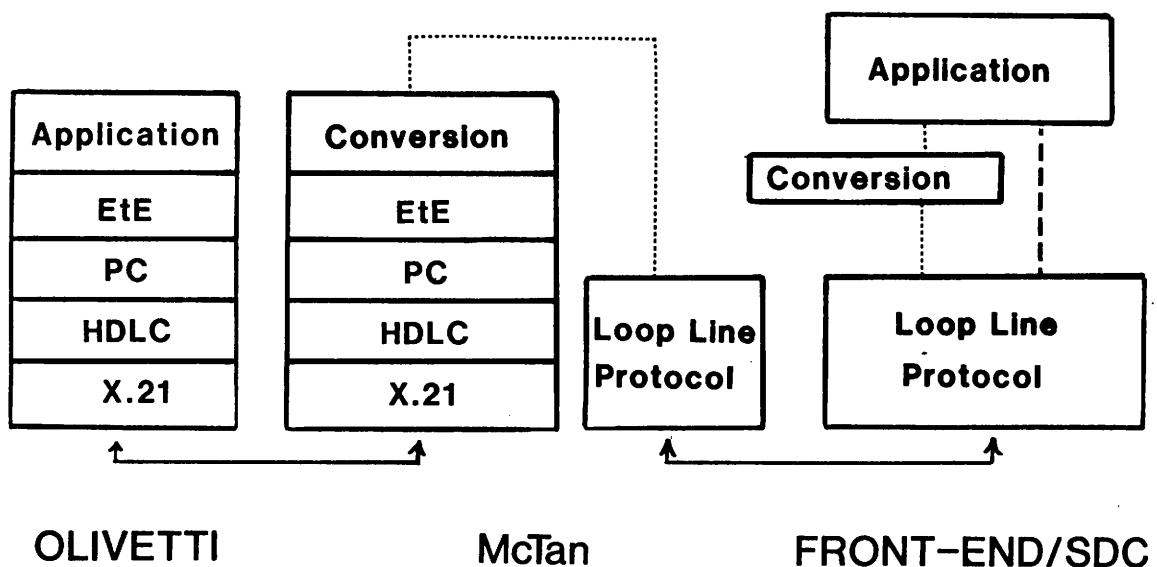 Application
EtE
PC
HDLC
X.21
Conversion
EtE
PC
HDLC
X.21
Loop Line
Protocol
Application
Conversion
Loop Line
Protocol
OLIVETTI
McTan
FRONT-END/SDC